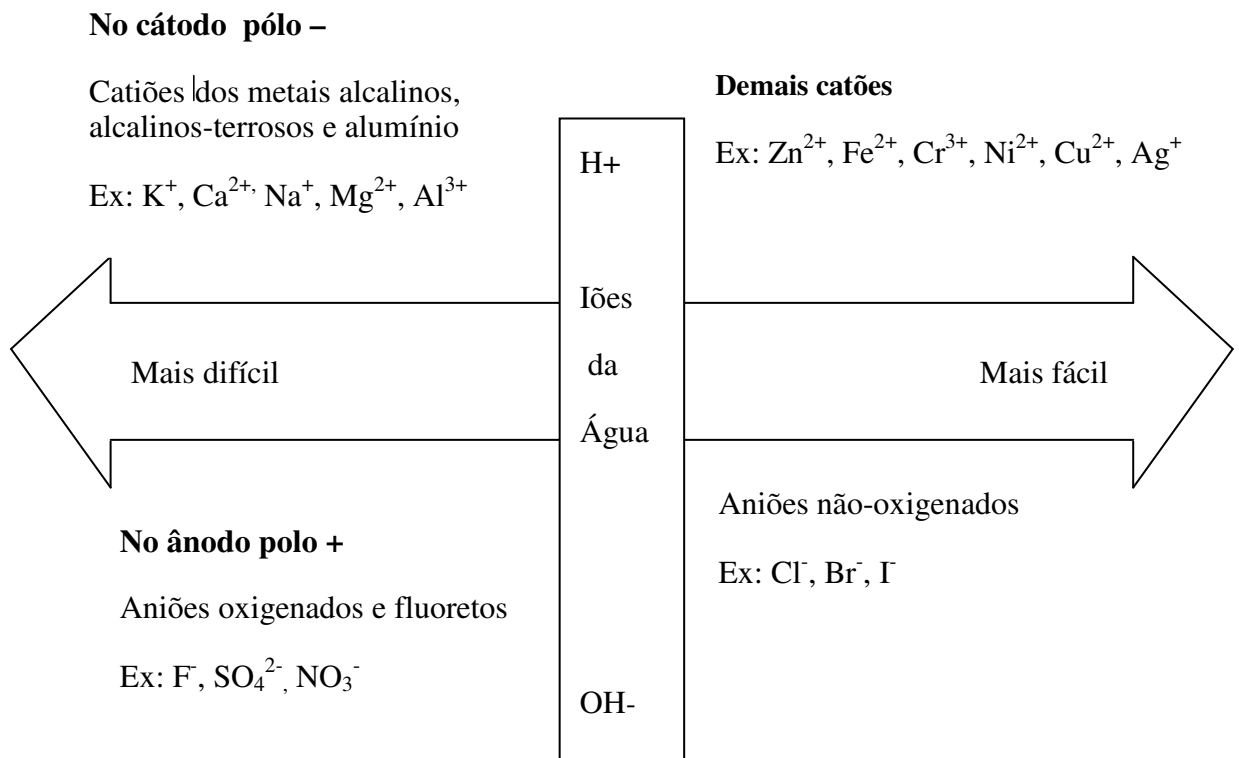 No cátodo pólo –
Catiões dos metais alcalinos,
alcalinos-terrosos e alumínio
Ex: K⁺, Ca²⁺, Na⁺, Mg²⁺, Al³⁺
Demais catões
Ex: Zn²⁺, Fe²⁺, Cr³⁺, Ni²⁺, Cu²⁺, Ag⁺
H+
Iões
da
Água
OH-
Mais difícil
Mais fácil
No ânodo polo +
Aniões oxigenados e fluoretos
Ex: F⁻, SO₄²⁻, NO₃⁻
Aniões não-oxigenados
Ex: Cl⁻, Br⁻, I⁻